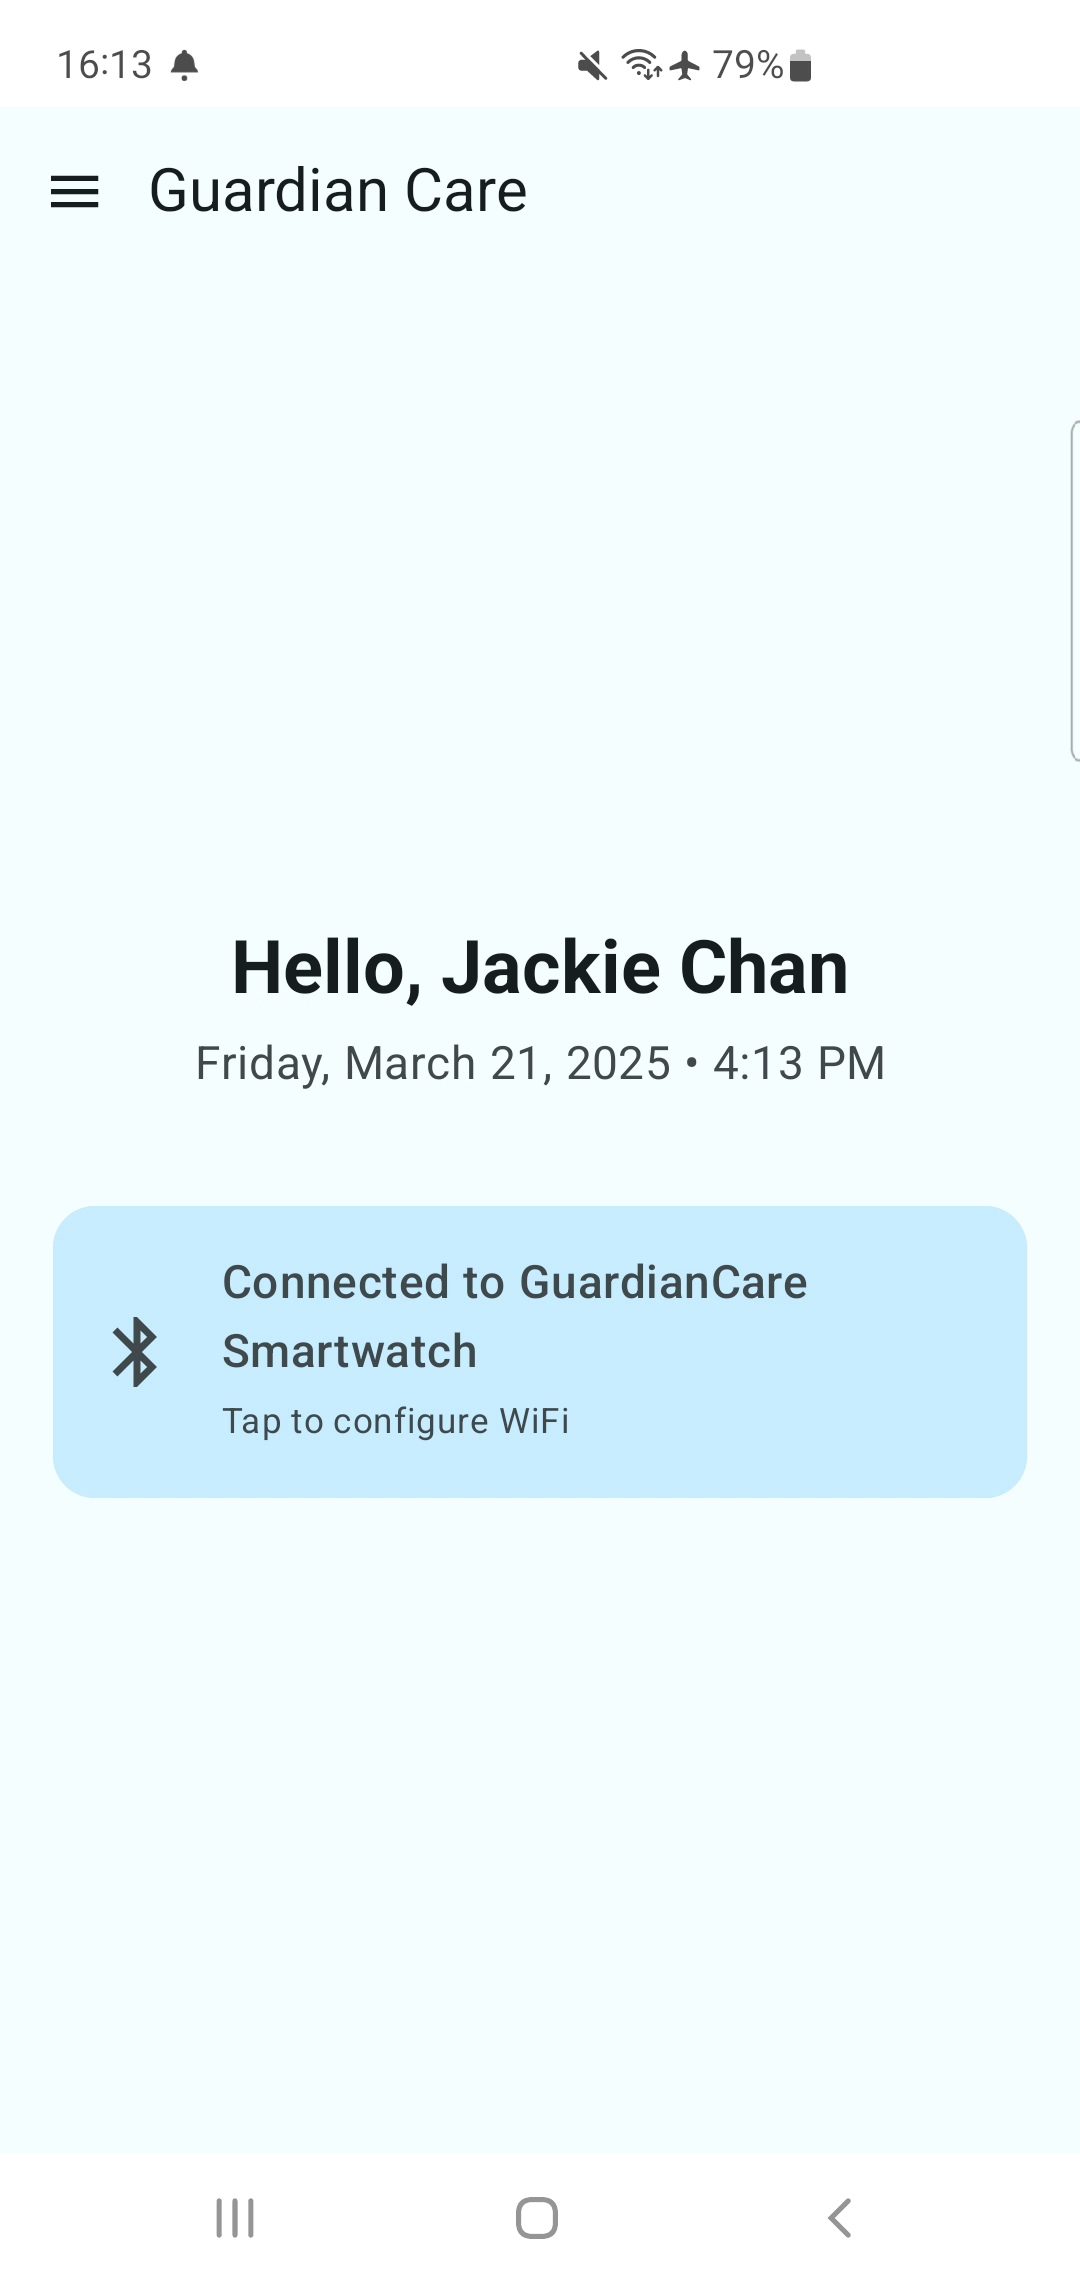 16:13 79%
Guardian Care
Hello, Jackie Chan
Friday, March 21, 2025 • 4:13 PM
Connected to GuardianCare
Smartwatch
Tap to configure WiFi